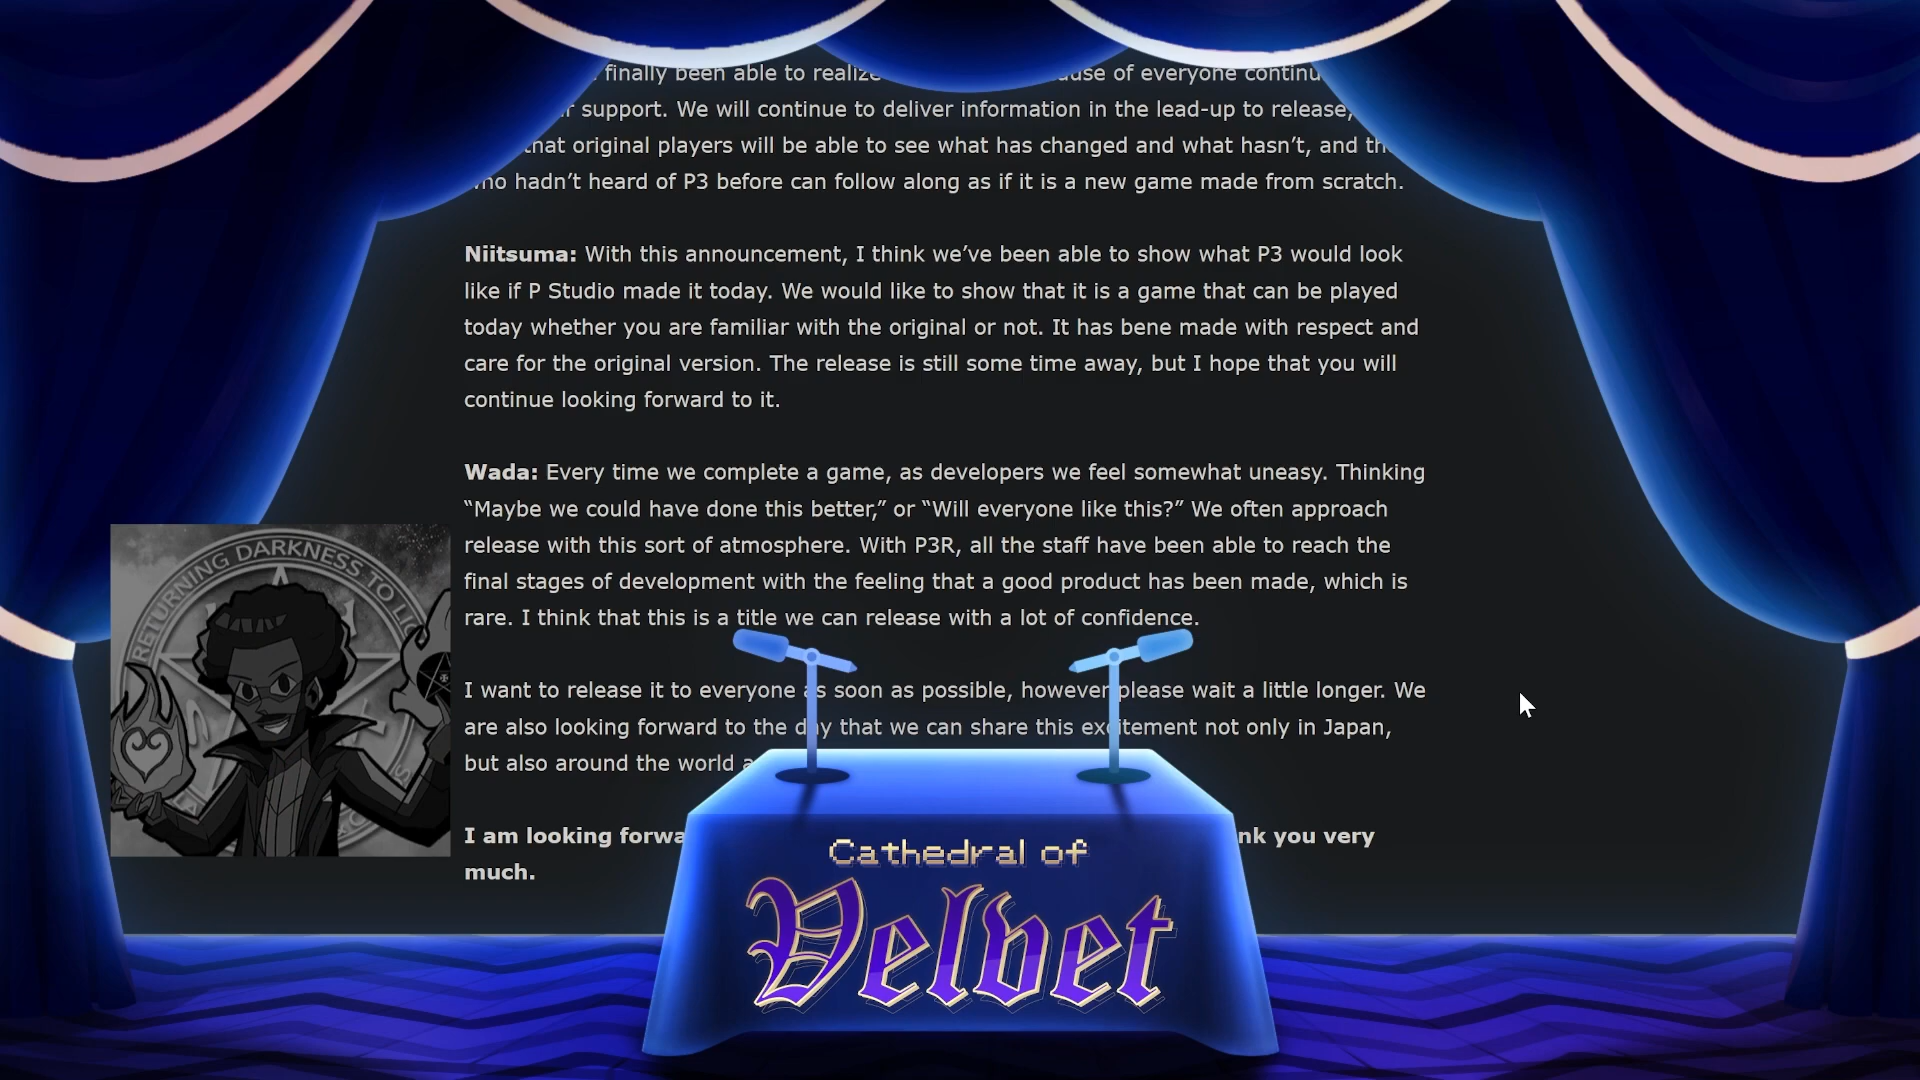 finally been able to realize of everyone
support. We will continue to deliver information in the lead-up to release,
that original players will be able to see what has changed and what hasn’t, and
who hadn’t heard of P3 before can follow along as if it is a new game made from scratch.
Niitsuma: With this announcement, I think we’ve been able to show what P3 would look
like if P Studio made it today. We would like to show that it is a game that can be played
today whether you are familiar with the original or not. It has bene made with respect and
care for the original version. The release is still some time away, but I hope that you will
continue looking forward to it.
Wada: Every time we complete a game, as developers we feel somewhat uneasy. Thinking
“Maybe we could have done this better,” or “Will everyone like this?” We often approach
release with this sort of atmosphere. With P3R, all the staff have been able to reach the
final stages of development with the feeling that a good product has been made, which is
rare. I think that this is a title we can release with a lot of confidence.
I want to release it to everyone as soon as possible, however please wait a little longer. We
are also looking forward to the day that we can share this excitement not only in Japan,
but also around the world
I am looking you very
much.
RETURNING DARKNESS TO
Cathedral of
Velvet